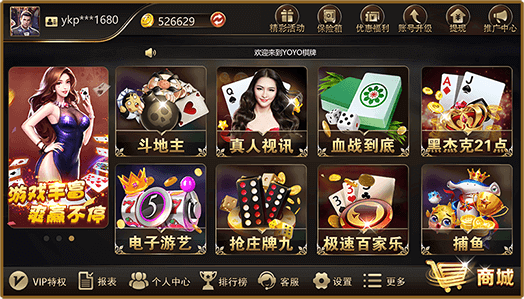 ykp***1680
526629
精彩活动
保险箱
优惠福利
账号升级
提现
推广中心
欢迎来到YOYO棋牌
游戏丰富
豪赢不停
斗地主
真人视讯
血战到底
黑杰克21点
电子游艺
抢庄牌九
极速百家乐
捕鱼
VIP特权
报表
个人中心
排行榜
客服
设置
更多
商城